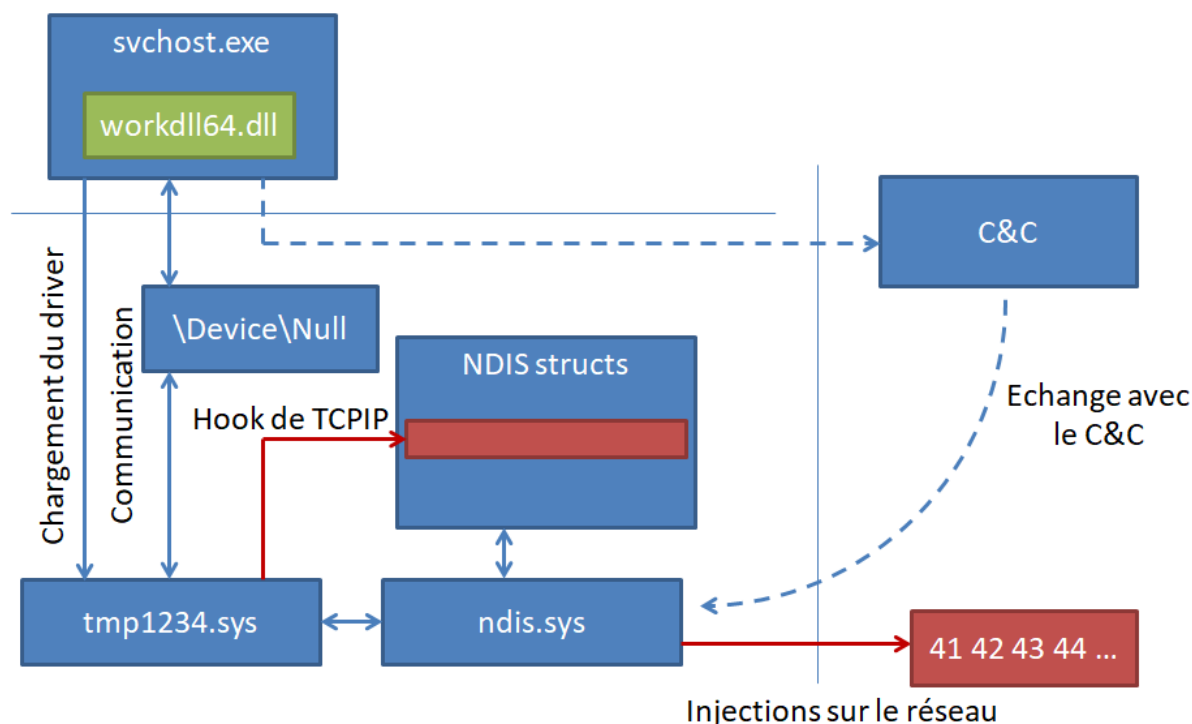 svchost.exe
workdll64.dll
C&C
Chargement du driver
Communication
\Device\Null
NDIS structs
Hook de TCPIP
Echange avec
le C&C
tmp1234.sys
ndis.sys
41 42 43 44 ...
Injections sur le réseau